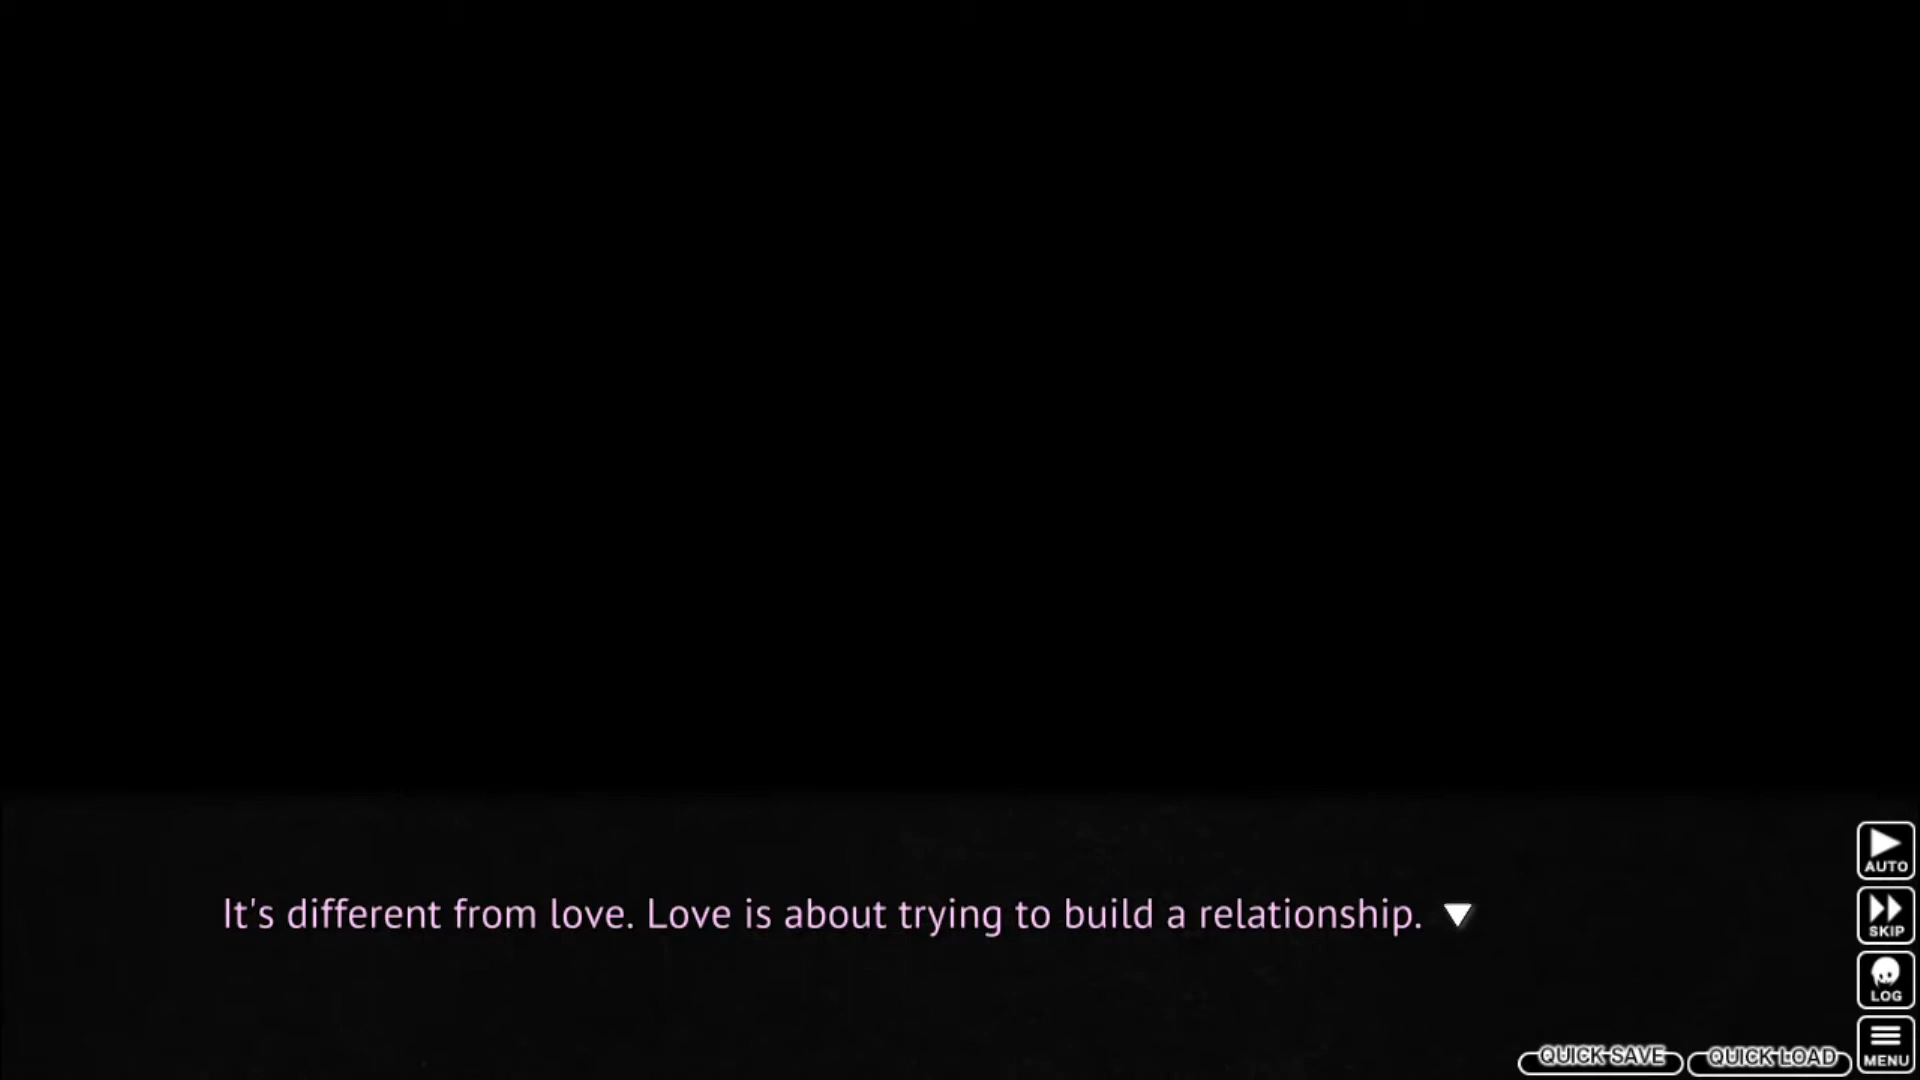 It's different from love. Love is about trying to build a relationship.
AUTO
SKIP
LOG
MENU
QUICK SAVE
QUICK LOAD